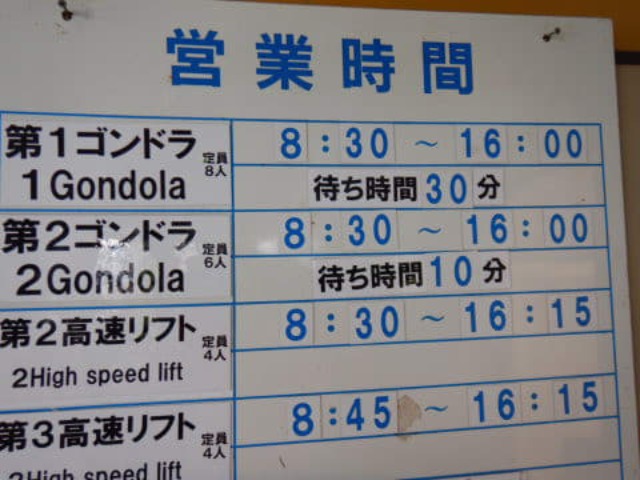 営業時間
第1ゴンドラ 定員8人 8:30 ～ 16:00
1Gondola 待ち時間30分
第2ゴンドラ 定員6人 8:30 ～ 16:00
2Gondola 待ち時間10分
第2高速リフト 定員4人 8:30 ～ 16:15
2High speed lift
第3高速リフト 定員4人 8:45 ～ 16:15
2High speed lift